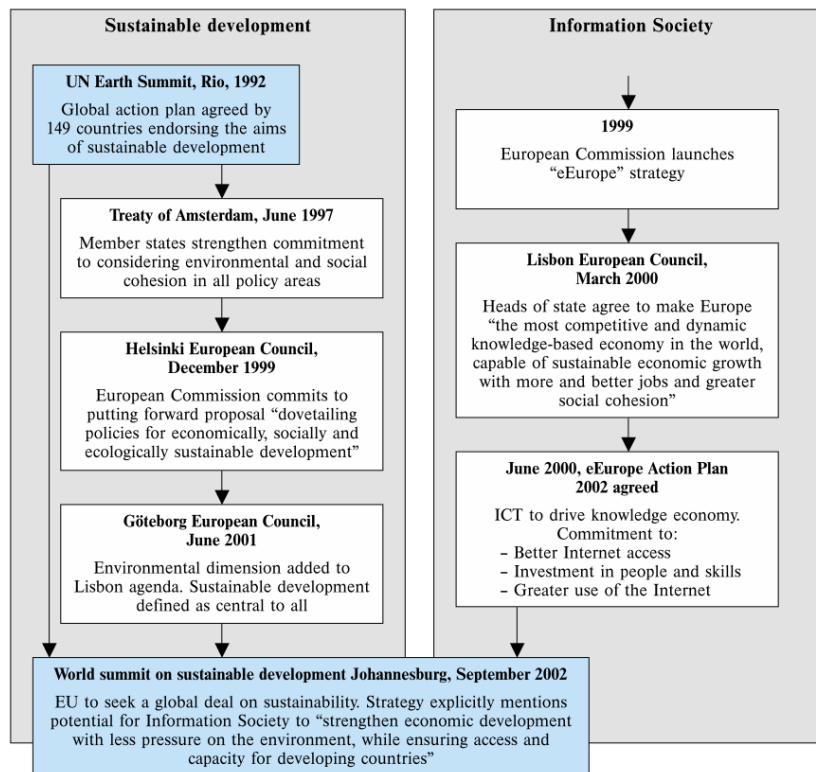 Sustainable development
UN Earth Summit, Rio, 1992
Global action plan agreed by
149 countries endorsing the aims
of sustainable development
Treaty of Amsterdam, June 1997
Member states strengthen commitment
to considering environmental and social
cohesion in all policy areas
Helsinki European Council,
December 1999
European Commission commits to
putting forward proposal “dovetailing
policies for economically, socially and
ecologically sustainable development”
Göteborg European Council,
June 2001
Environmental dimension added to
Lisbon agenda. Sustainable development
defined as central to all
Information Society
1999
European Commission launches
“eEurope” strategy
Lisbon European Council,
March 2000
Heads of state agree to make Europe
“the most competitive and dynamic
knowledge-based economy in the world,
capable of sustainable economic growth
with more and better jobs and greater
social cohesion”
June 2000, eEurope Action Plan
2002 agreed
ICT to drive knowledge economy.
Commitment to:
– Better Internet access
– Investment in people and skills
– Greater use of the Internet
World summit on sustainable development Johannesburg, September 2002
EU to seek a global deal on sustainability. Strategy explicitly mentions
potential for Information Society to “strengthen economic development
with less pressure on the environment, while ensuring access and
capacity for developing countries”